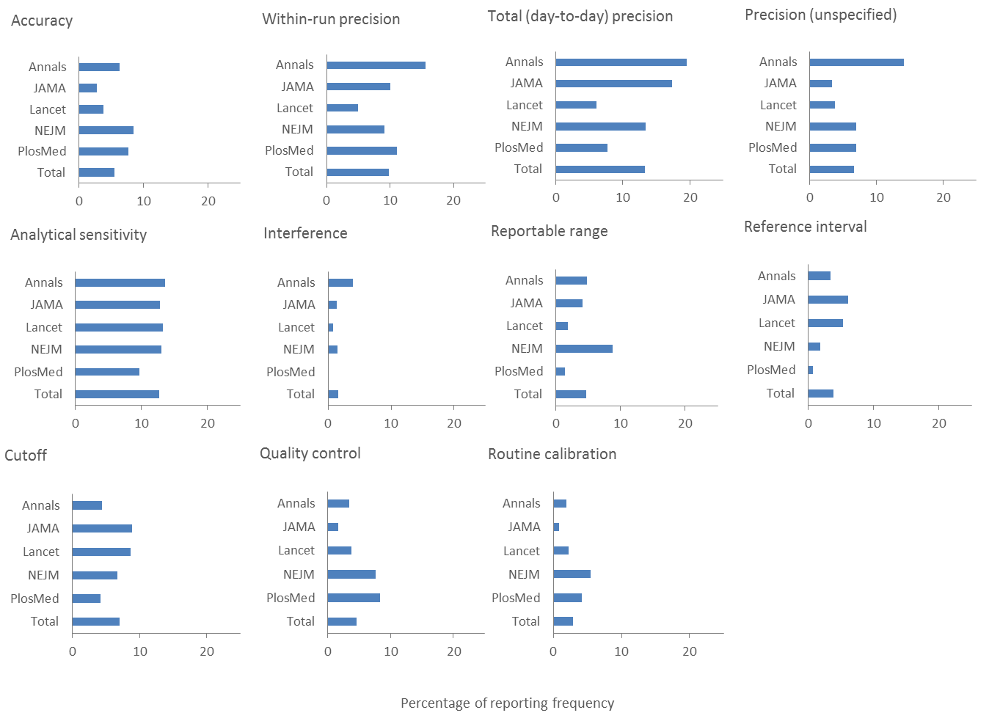 Accuracy
Annals
JAMA
Lancet
NEJM
PlosMed
Total
0 10 20
Within-run precision
Annals
JAMA
Lancet
NEJM
PlosMed
Total
0 10 20
Total (day-to-day) precision
Annals
JAMA
Lancet
NEJM
PlosMed
Total
0 10 20
Precision (unspecified)
Annals
JAMA
Lancet
NEJM
PlosMed
Total
0 10 20
Analytical sensitivity
Annals
JAMA
Lancet
NEJM
PlosMed
Total
0 10 20
Interference
Annals
JAMA
Lancet
NEJM
PlosMed
Total
0 10 20
Reportable range
Annals
JAMA
Lancet
NEJM
PlosMed
Total
0 10 20
Reference interval
Annals
JAMA
Lancet
NEJM
PlosMed
Total
0 10 20
Cutoff
Annals
JAMA
Lancet
NEJM
PlosMed
Total
0 10 20
Quality control
Annals
JAMA
Lancet
NEJM
PlosMed
Total
0 10 20
Routine calibration
Annals
JAMA
Lancet
NEJM
PlosMed
Total
0 10 20
Percentage of reporting frequency